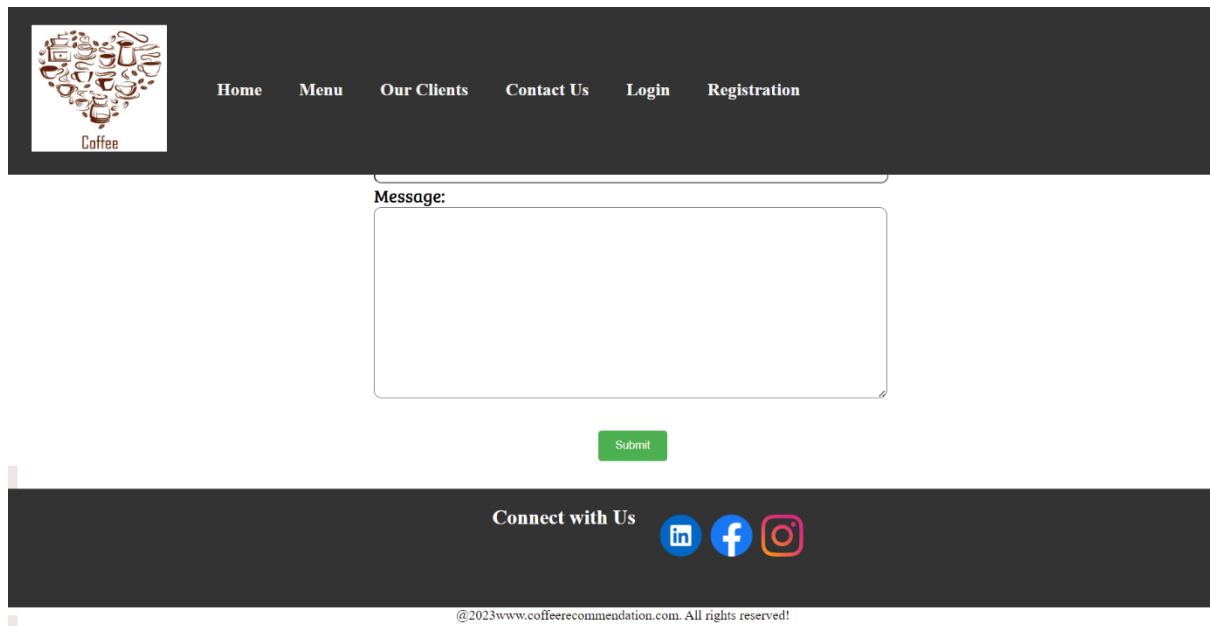 Coffee
Home Menu Our Clients Contact Us Login Registration
Message:
Submit
Connect with Us
in f
@2023www.coffeerecommendation.com. All rights reserved!